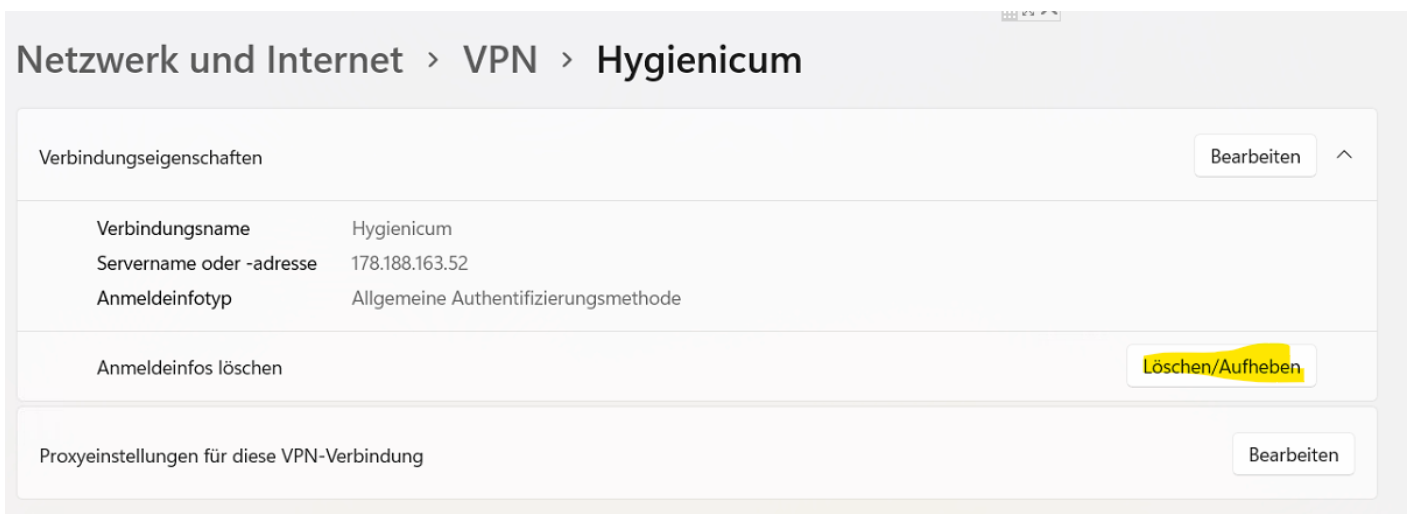 Netzwerk und Internet > VPN > Hygienicum
Verbindungseigenschaften Bearbeiten
Verbindungsname Hygienicum
Servername oder -adresse 178.188.163.52
Anmeldeinfotyp Allgemeine Authentifizierungsmethode
Anmeldeinfos löschen Löschen/Aufheben
Proxyeinstellungen für diese VPN-Verbindung Bearbeiten